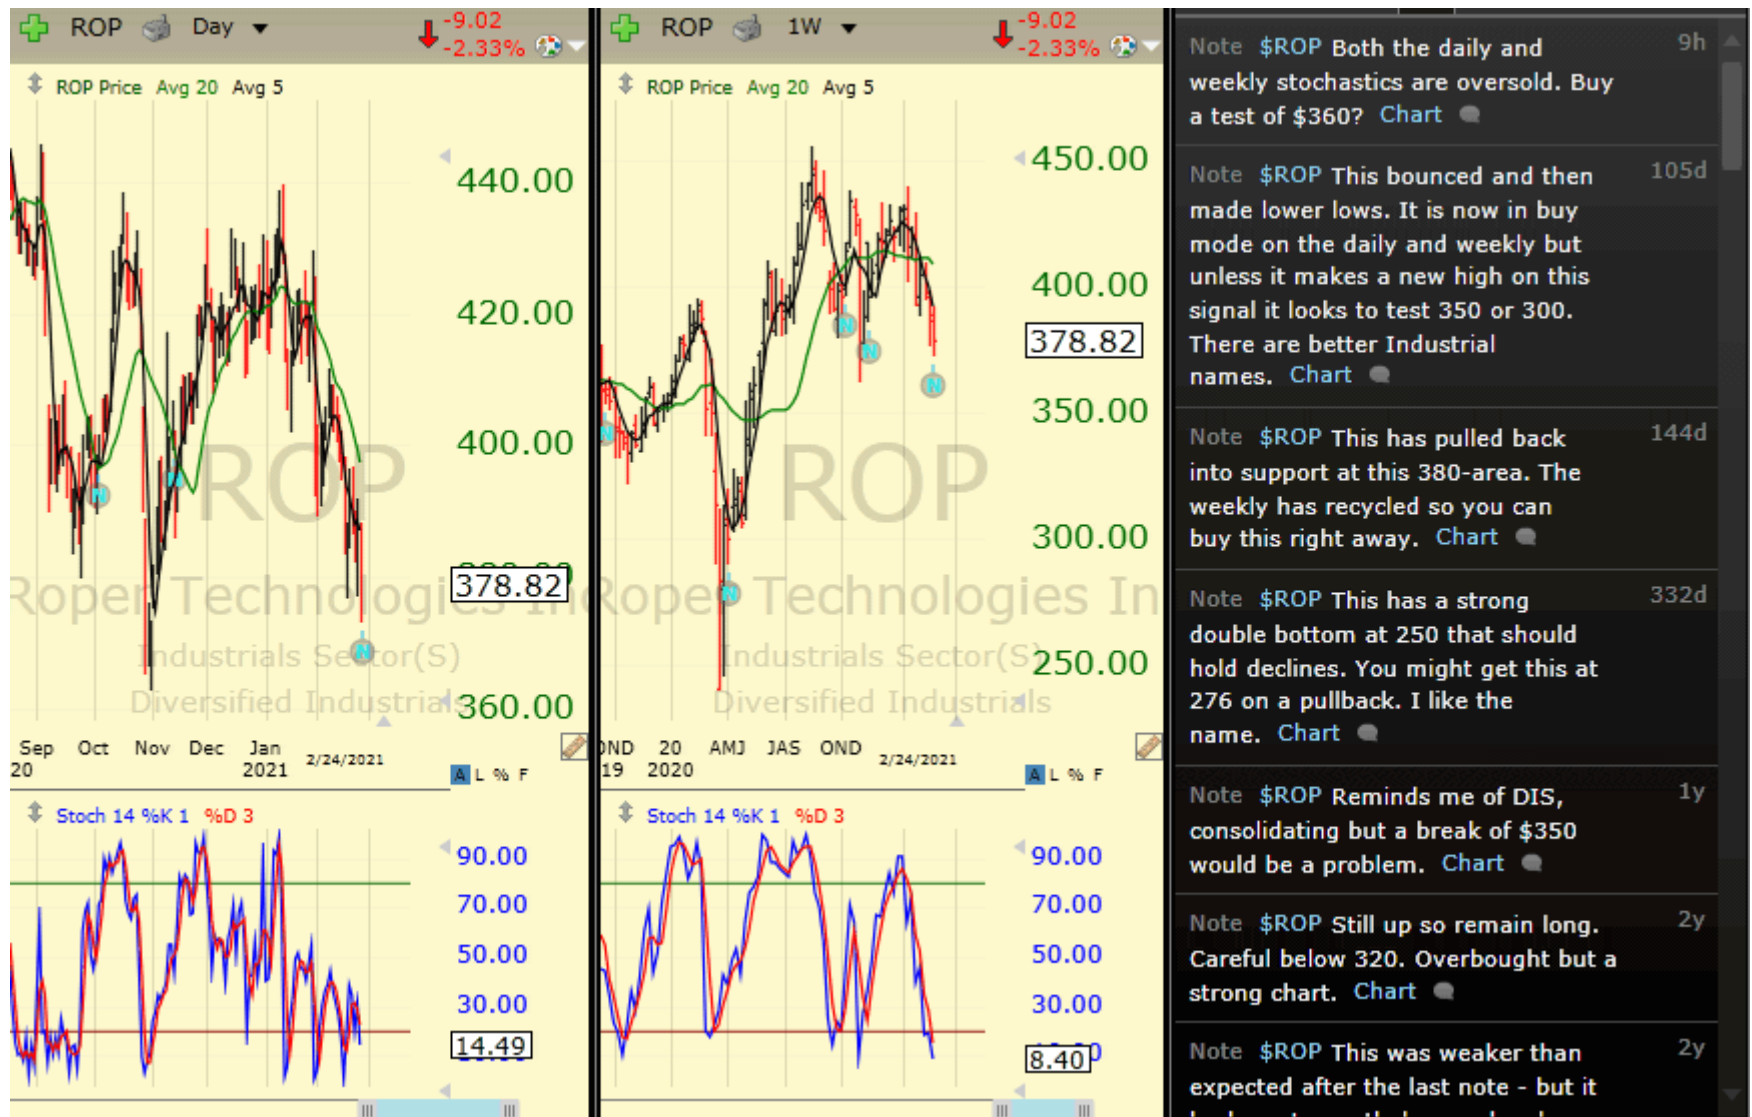 ROP Day
-9.02
-2.33%
ROP Price Avg 20 Avg 5
440.00
420.00
400.00
378.82
360.00
ROP
Roper Technologies In
Industrials Sector(S)
Diversified Industrials
N
N
N
Sep Oct Nov Dec Jan
20 2021 2/24/2021
A L % F
Stoch 14 %K 1 %D 3
90.00
70.00
50.00
30.00
14.49
ROP 1W
-9.02
-2.33%
ROP Price Avg 20 Avg 5
450.00
400.00
378.82
350.00
300.00
250.00
ROP
Roper Technologies In
Industrials Sector(S)
Diversified Industrials
N
N
N
N
N
OND 20 AMJ JAS OND
19 2020 2/24/2021
A L % F
Stoch 14 %K 1 %D 3
90.00
70.00
50.00
30.00
8.40
Note $ROP Both the daily and 9h
weekly stochastics are oversold. Buy
a test of $360? Chart
Note $ROP This bounced and then 105d
made lower lows. It is now in buy
mode on the daily and weekly but
unless it makes a new high on this
signal it looks to test 350 or 300.
There are better Industrial
names. Chart
Note $ROP This has pulled back 144d
into support at this 380-area. The
weekly has recycled so you can
buy this right away. Chart
Note $ROP This has a strong 332d
double bottom at 250 that should
hold declines. You might get this at
276 on a pullback. I like the
name. Chart
Note $ROP Reminds me of DIS, 1y
consolidating but a break of $350
would be a problem. Chart
Note $ROP Still up so remain long. 2y
Careful below 320. Overbought but a
strong chart. Chart
Note $ROP This was weaker than 2y
expected after the last note - but it